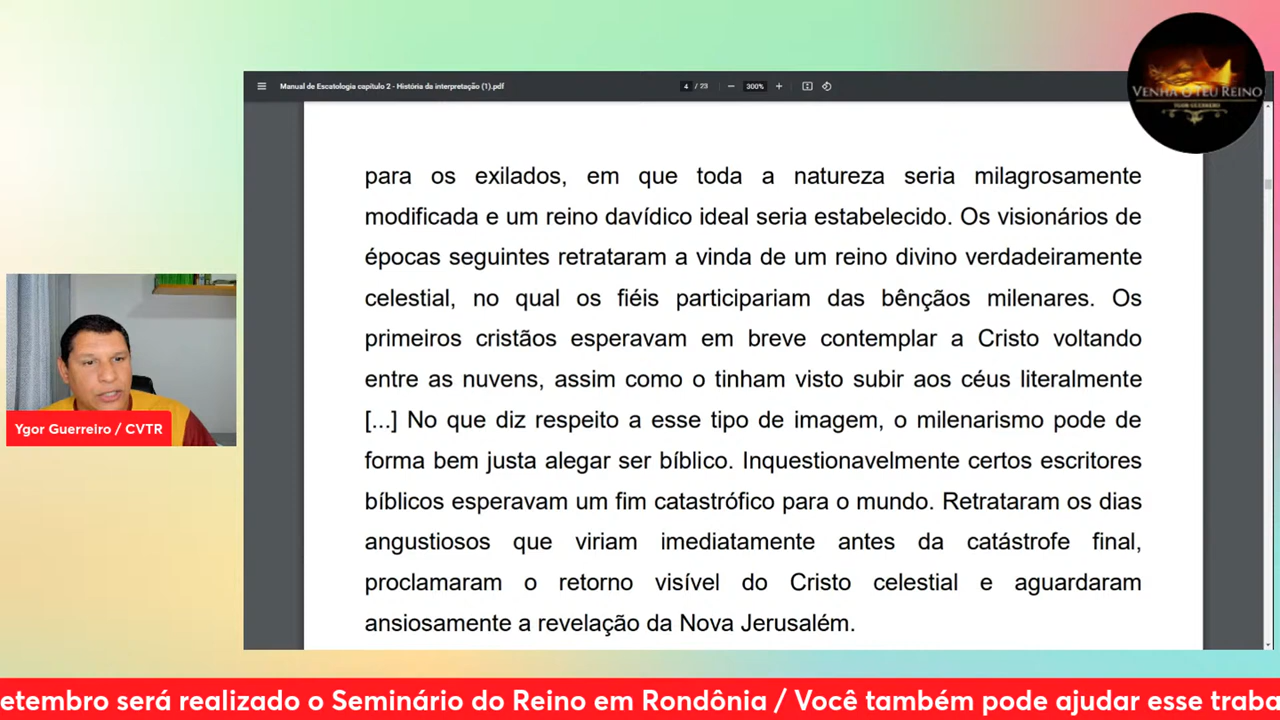 VENHA O TEU REINO
YGOR GUERREIRO
Manual de Escatologia capítulo 2 - História da interpretação (1).pdf
4 / 23
300%
para os exilados, em que toda a natureza seria milagrosamente
modificada e um reino davídico ideal seria estabelecido. Os visionários de
épocas seguintes retrataram a vinda de um reino divino verdadeiramente
celestial, no qual os fiéis participariam das bênçãos milenares. Os
primeiros cristãos esperavam em breve contemplar a Cristo voltando
entre as nuvens, assim como o tinham visto subir aos céus literalmente
[...] No que diz respeito a esse tipo de imagem, o milenarismo pode de
forma bem justa alegar ser bíblico. Inquestionavelmente certos escritores
bíblicos esperavam um fim catastrófico para o mundo. Retrataram os dias
angustiosos que viriam imediatamente antes da catástrofe final,
proclamaram o retorno visível do Cristo celestial e aguardaram
ansiosamente a revelação da Nova Jerusalém.
Ygor Guerreiro / CVTR
etembro será realizado o Seminário do Reino em Rondônia / Você também pode ajudar esse traba